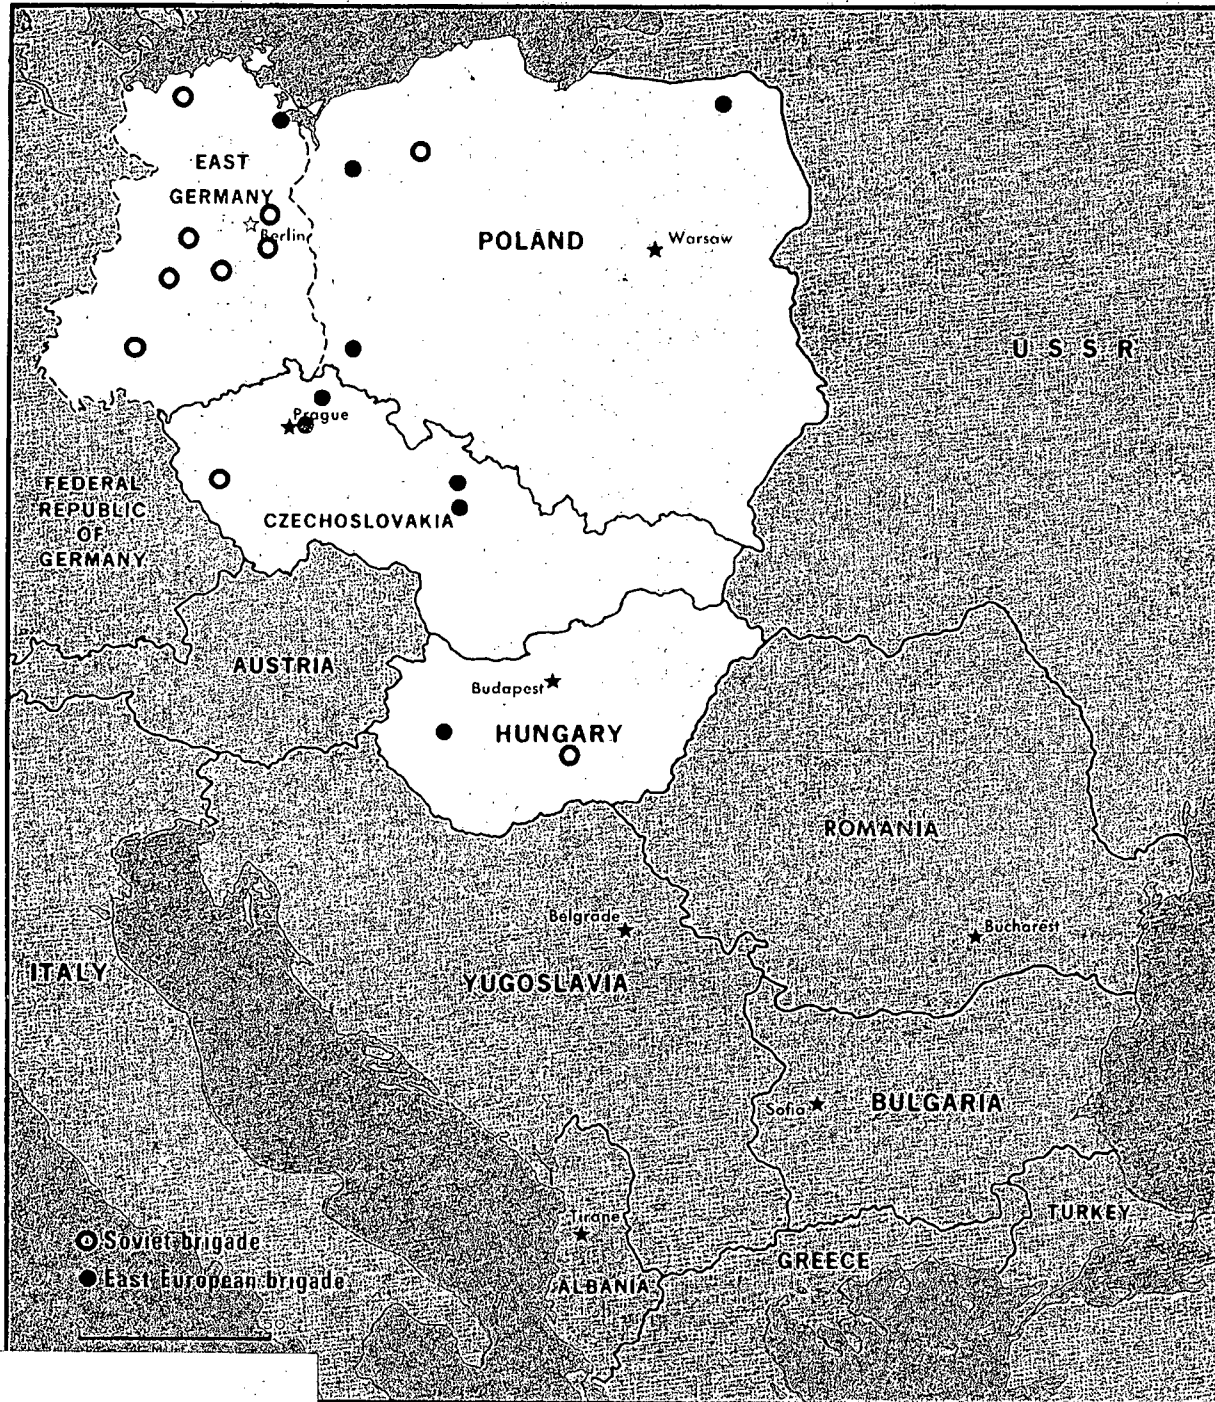 EAST
GERMANY
Berlin
POLAND
Warsaw
U S S R
Prague
FEDERAL
REPUBLIC
OF
GERMANY
CZECHOSLOVAKIA
AUSTRIA
Budapest
HUNGARY
ROMANIA
Belgrade
Bucharest
ITALY
YUGOSLAVIA
Sofia
BULGARIA
Tirane
TURKEY
Soviet brigade
GREECE
East European brigade
ALBANIA